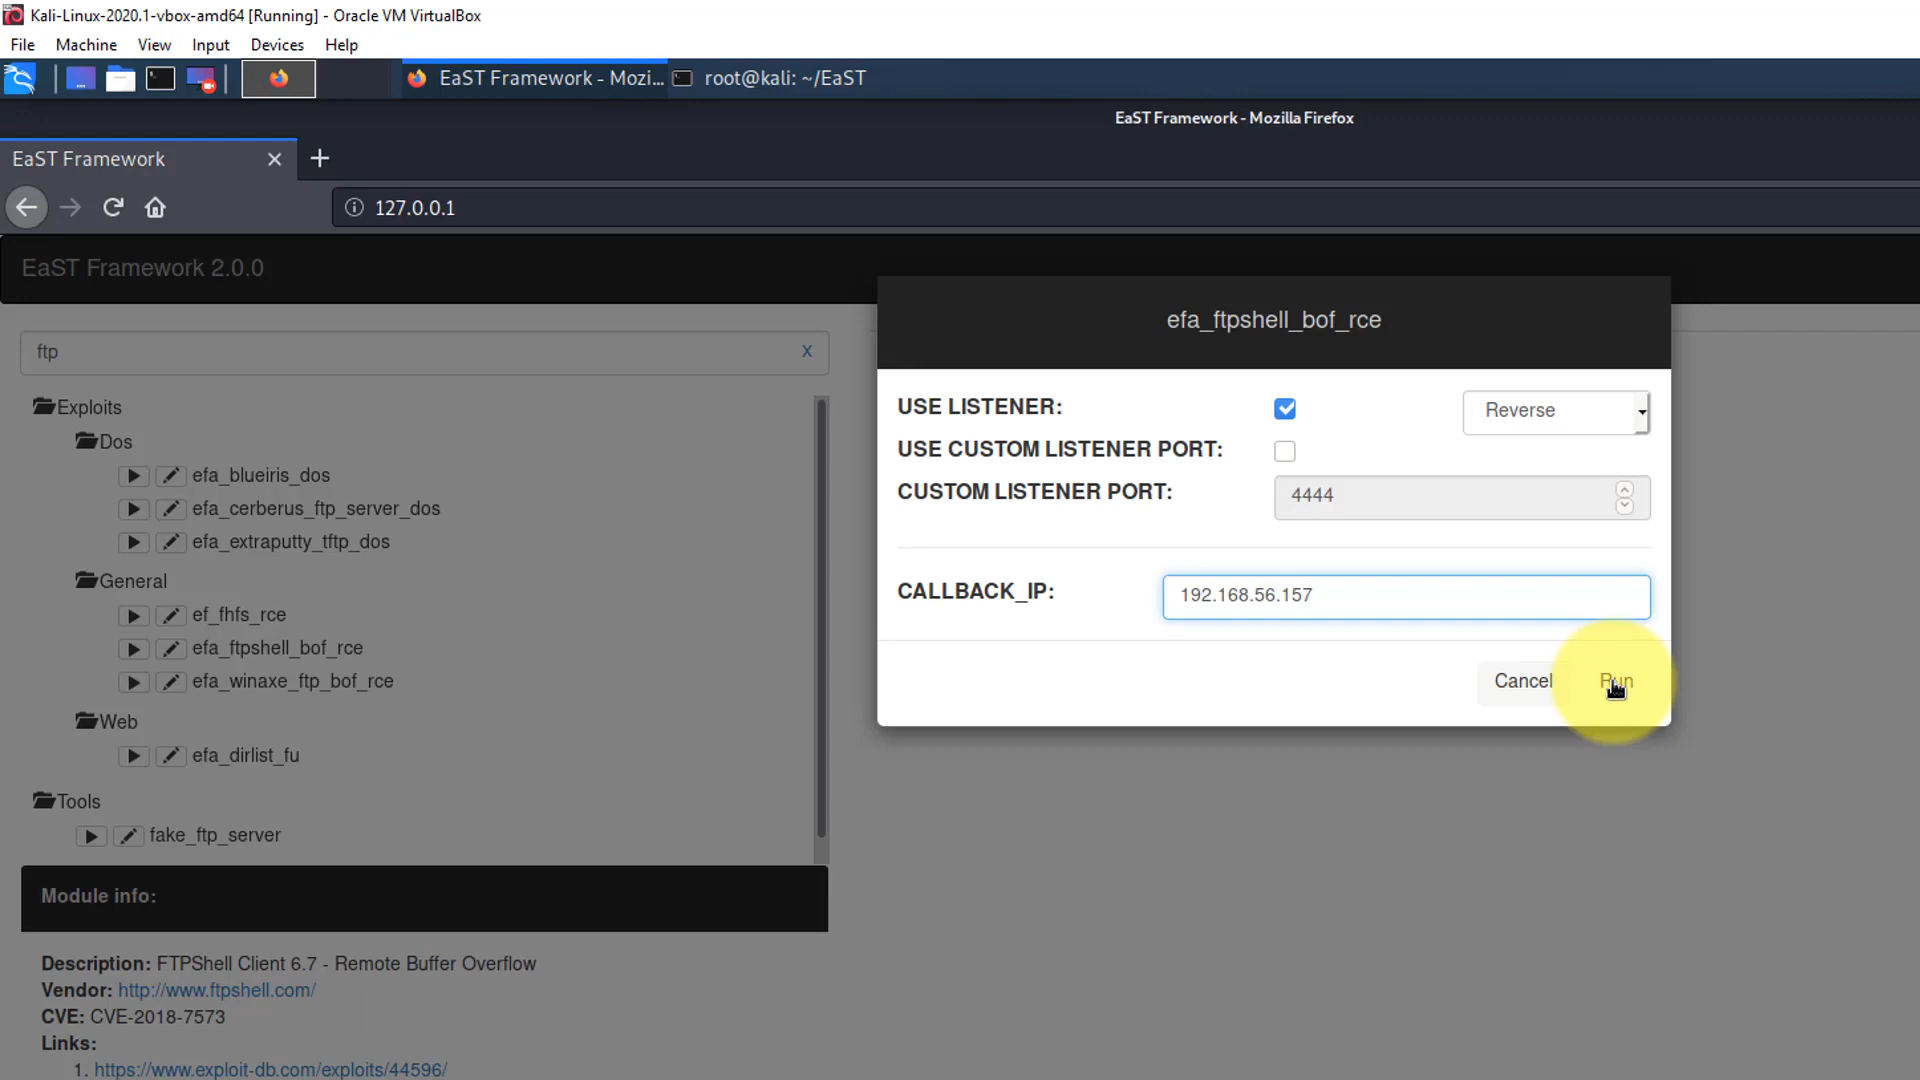 Kali-Linux-2020.1-vbox-amd64 [Running] - Oracle VM VirtualBox
File Machine View Input Devices Help
EaST Framework - Mozi... root@kali: ~/EaST
EaST Framework - Mozilla Firefox
EaST Framework
127.0.0.1
EaST Framework 2.0.0
ftp X
Exploits
Dos
efa_blueiris_dos
efa_cerberus_ftp_server_dos
efa_extraputty_tftp_dos
General
ef_fhfs_rce
efa_ftpshell_bof_rce
efa_winaxe_ftp_bof_rce
Web
efa_dirlist_fu
Tools
fake_ftp_server
Module info:
Description: FTPShell Client 6.7 - Remote Buffer Overflow
Vendor: http://www.ftpshell.com/
CVE: CVE-2018-7573
Links:
1. https://www.exploit-db.com/exploits/44596/
efa_ftpshell_bof_rce
USE LISTENER: Reverse
USE CUSTOM LISTENER PORT:
CUSTOM LISTENER PORT: 4444
CALLBACK_IP: 192.168.56.157
Cancel Run